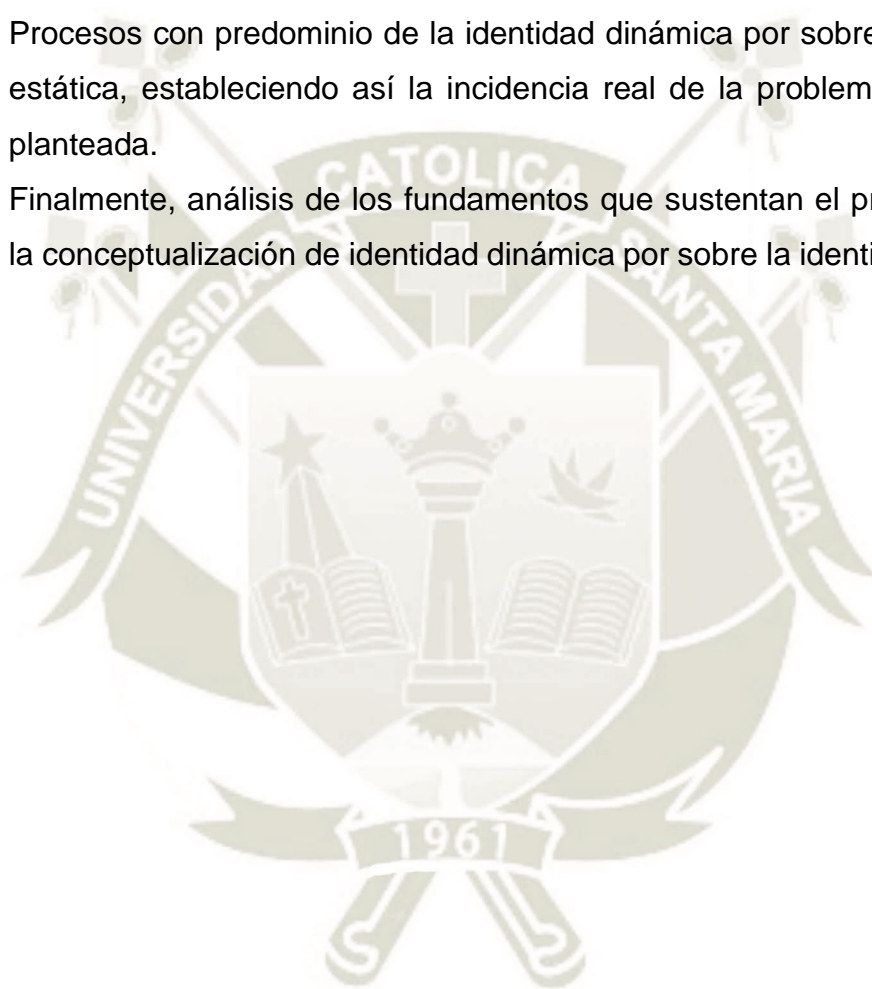 Procesos con predominio de la identidad dinámica por sobre
estática, estableciendo así la incidencia real de la problem
planteada.
Finalmente, análisis de los fundamentos que sustentan el p
la conceptualización de identidad dinámica por sobre la identi
UNIVERSIDAD CATOLICA SANTA MARIA
1961